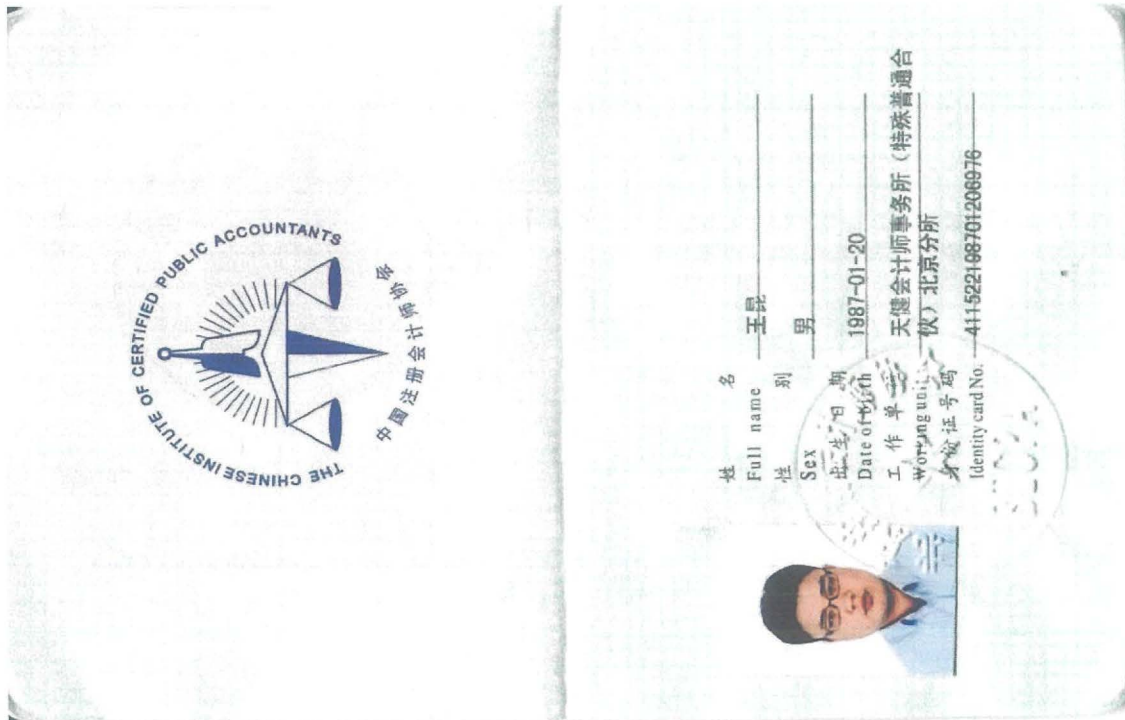 THE CHINESE INSTITUTE OF CERTIFIED PUBLIC ACCOUNTANTS
中国注册会计师协会
姓 名 王昆
Full name
性 别 男
Sex
出生日期 1987-01-20
Date of birth
工作单位 天健会计师事务所（特殊普通合
Working unit 伙）北京分所
身份证号码 411522198701206976
Identity card No.